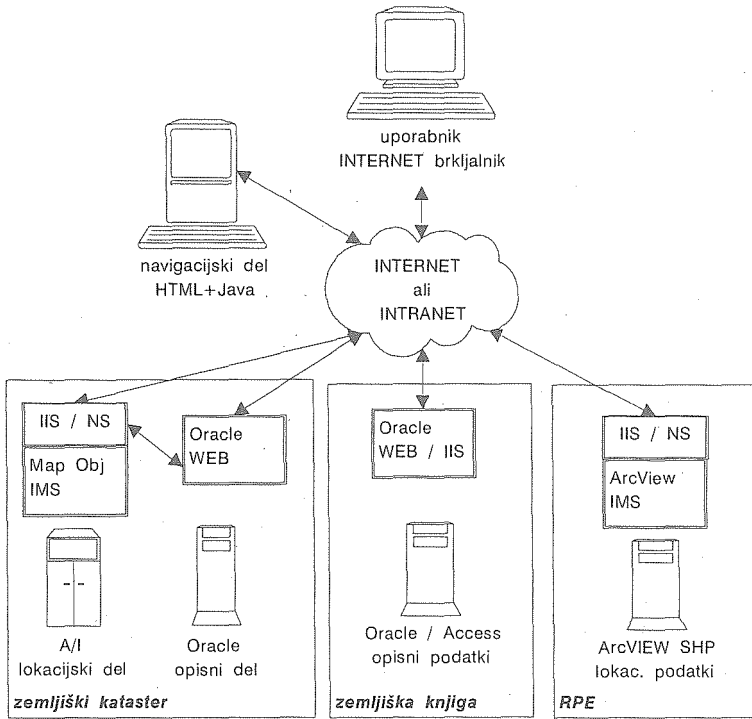 uporabnik
INTERNET brkljalnik
navigacijski del
HTML+Java
INTERNET
ali
INTRANET
IIS / NS
Map Obj
IMS
Oracle
WEB
A/I
lokacijski del
Oracle
opisni del
zemljiški kataster
Oracle
WEB / IIS
Oracle / Access
opisni podatki
zemljiška knjiga
IIS / NS
ArcView
IMS
ArcVIEW SHP
lokac. podatki
RPE